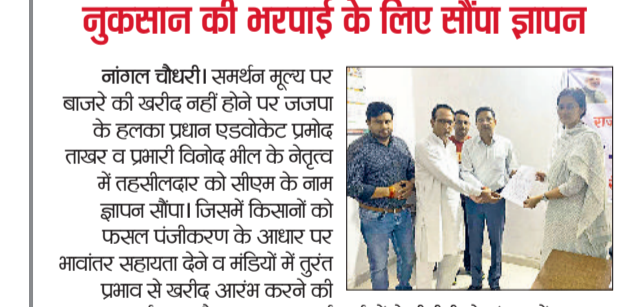 नुकसान की भरपाई के लिए सौंपा ज्ञापन
नांगल चौधरी। समर्थन मूल्य पर
बाजरे की खरीद नहीं होने पर जजपा
के हलका प्रधान एडवोकेट प्रमोद
ताखर व प्रभारी विनोद भील के नेतृत्व
में तहसीलदार को सीएम के नाम
ज्ञापन सौंपा। जिसमें किसानों को
फसल पंजीकरण के आधार पर
भावांतर सहायता देने व मंडियों में तुरंत
प्रभाव से खरीद आरंभ करने की